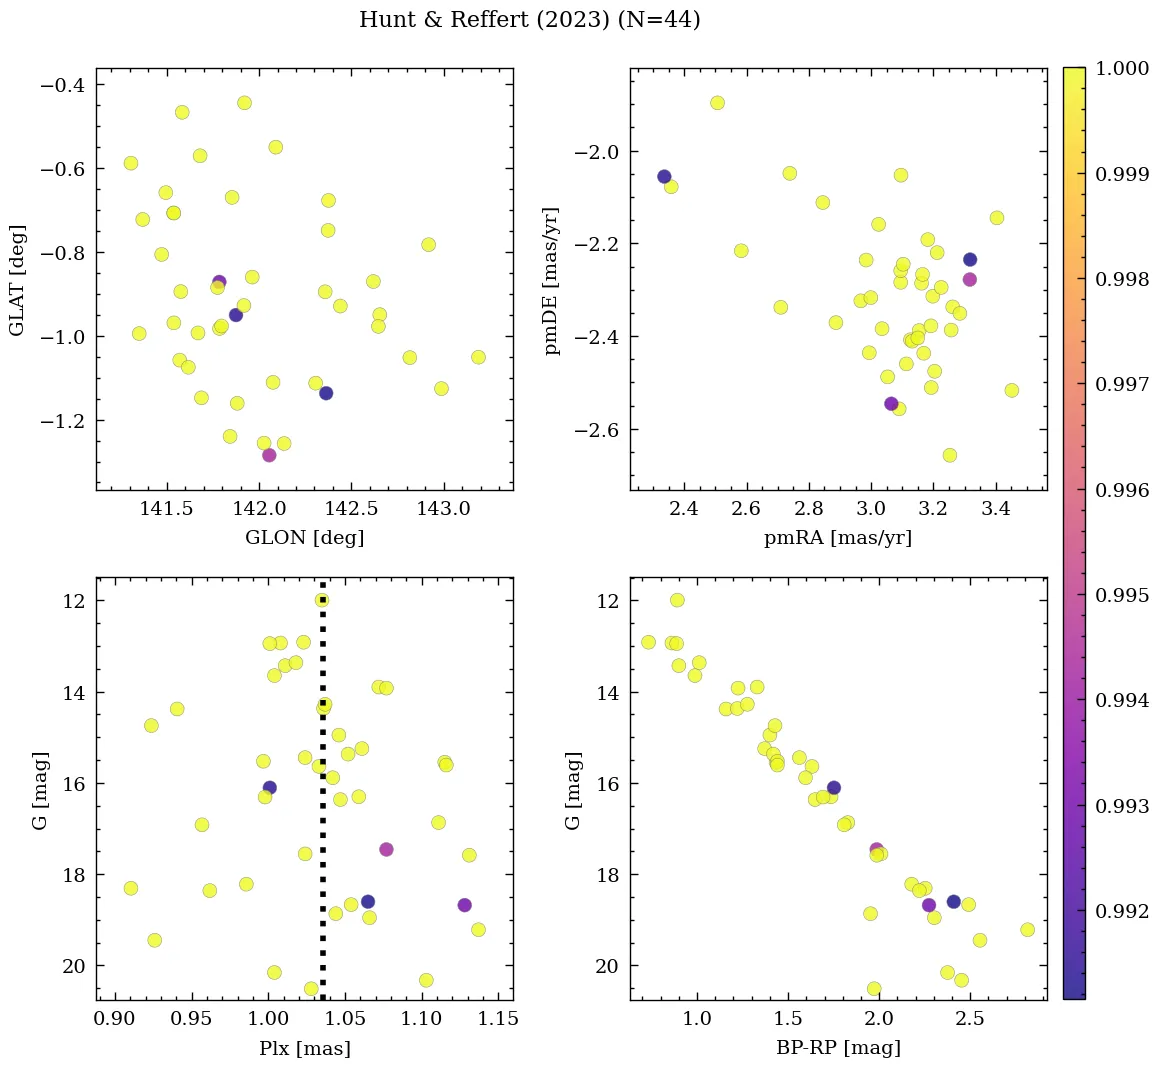 Hunt & Reffert (2023) (N=44)
−0.4
−0.6
−0.8
−1.0
−1.2
GLAT [deg]
141.5 142.0 142.5 143.0
GLON [deg]
−2.0
−2.2
−2.4
−2.6
pmDE [mas/yr]
2.4 2.6 2.8 3.0 3.2 3.4
pmRA [mas/yr]
12
14
16
18
20
G [mag]
0.90 0.95 1.00 1.05 1.10 1.15
Plx [mas]
12
14
16
18
20
G [mag]
1.0 1.5 2.0 2.5
BP-RP [mag]
1.000
0.999
0.998
0.997
0.996
0.995
0.994
0.993
0.992